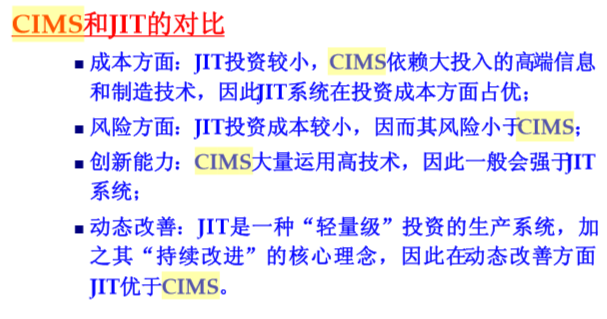 CIMS和JIT的对比
成本方面：JIT投资较小，CIMS依赖大投入的高端信息
和制造技术，因此JIT系统在投资成本方面占优；
风险方面：JIT投资成本较小，因而其风险小于CIMS；
创新能力：CIMS大量运用高技术，因此一般会强于JIT
系统；
动态改善：JIT是一种“轻量级”投资的生产系统，加
之其“持续改进”的核心理念，因此在动态改善方面
JIT优于CIMS。